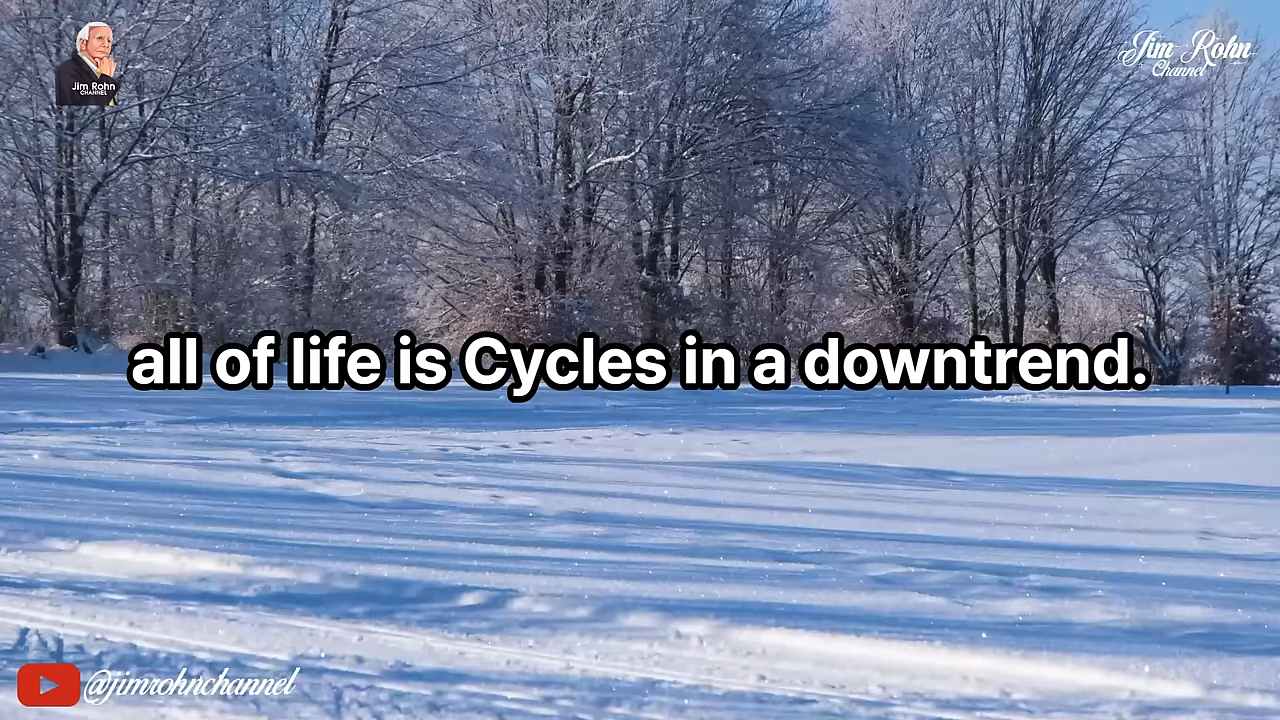 Jim Rohn
CHANNEL
Jim Rohn
Channel
all of life is Cycles in a downtrend.
@jimrohnchannel